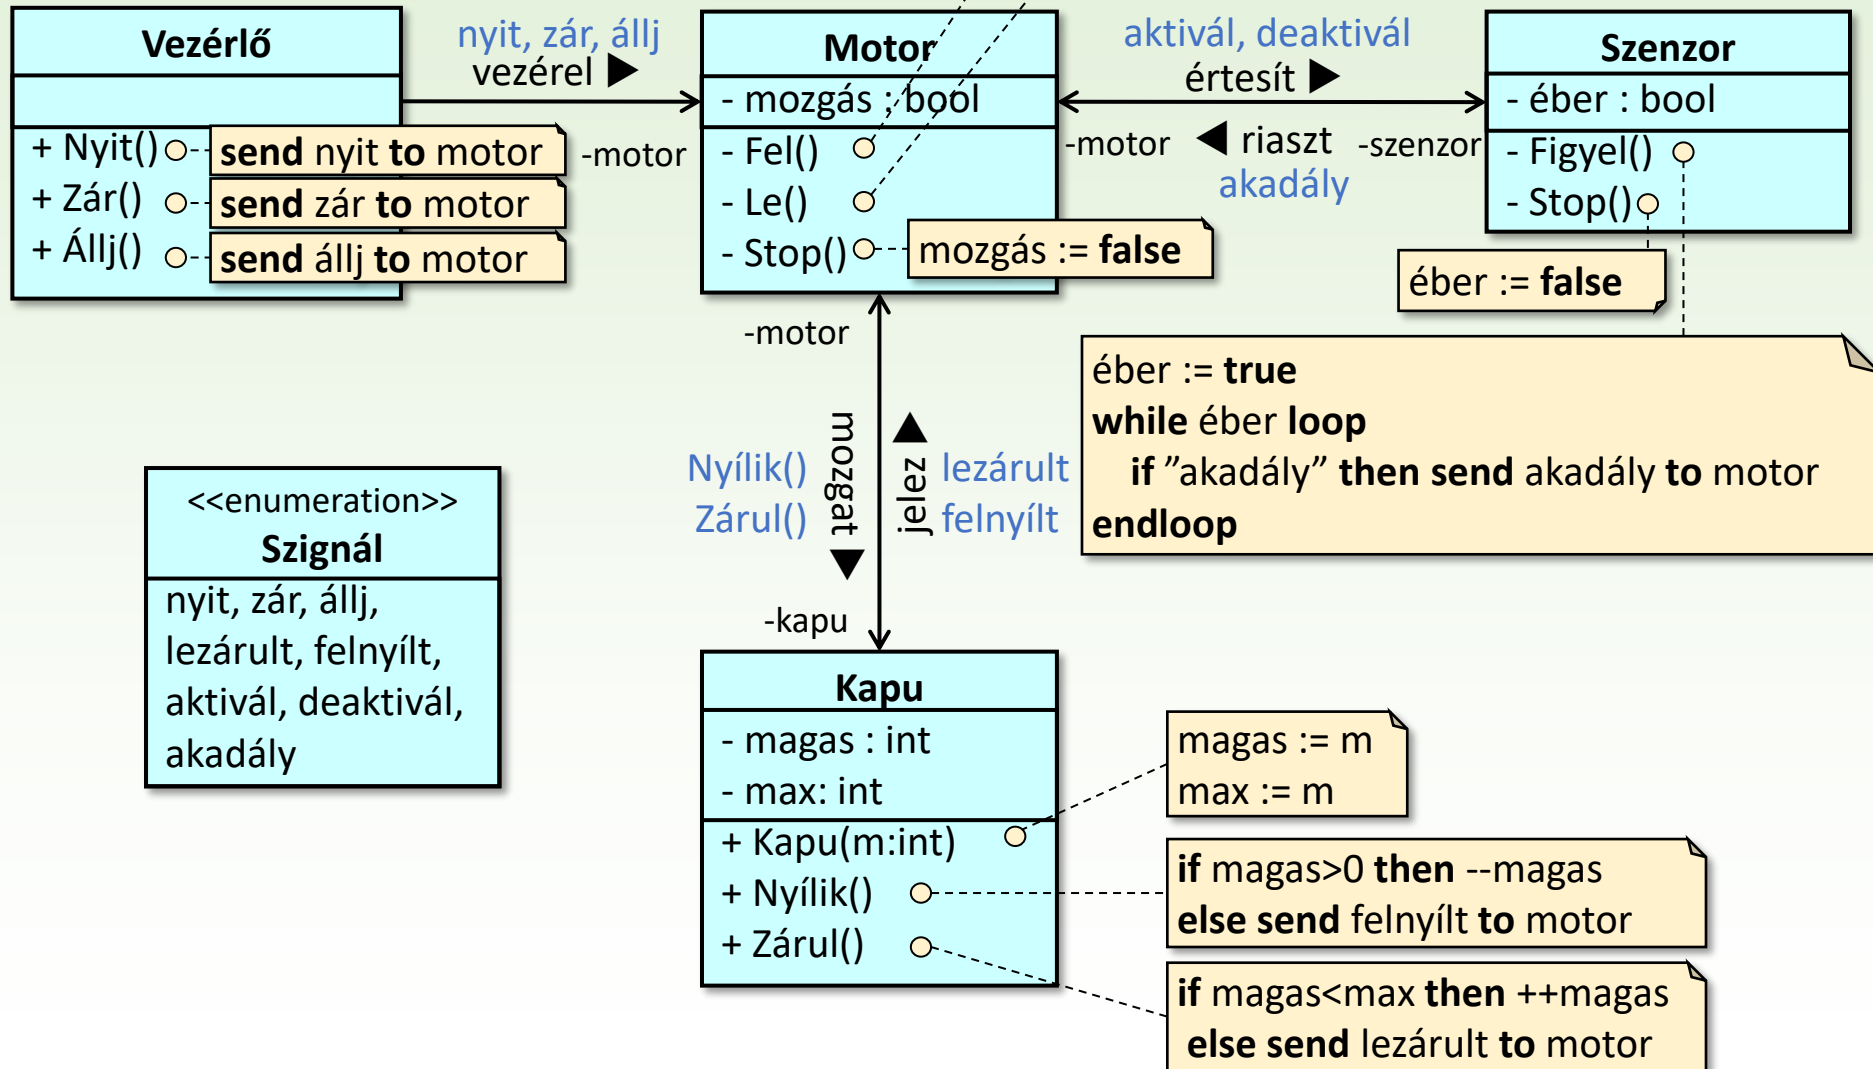 Vezérlő
+ Nyit()
+ Zár()
+ Állj()
send nyit to motor
send zár to motor
send állj to motor
nyit, zár, állj
vezérel ▶
-motor
Motor
- mozgás : bool
- Fel()
- Le()
- Stop()
mozgás := false
aktivál, deaktivál
értesít ▶
-motor
◀ riaszt
akadály
-szenzor
Szenzor
- éber : bool
- Figyel()
- Stop()
éber := false
éber := true
while éber loop
if "akadály” then send akadály to motor
endloop
-motor
Nyílik()
Zárul()
mozgat ▶
jelez ▶
lezárult
felnyílt
-kapu
<<enumeration>>
Szignál
nyit, zár, állj,
lezárult, felnyílt,
aktivál, deaktivál,
akadály
Kapu
- magas : int
- max: int
+ Kapu(m:int)
+ Nyílik()
+ Zárul()
magas := m
max := m
if magas>0 then --magas
else send felnyílt to motor
if magas<max then ++magas
else send lezárult to motor